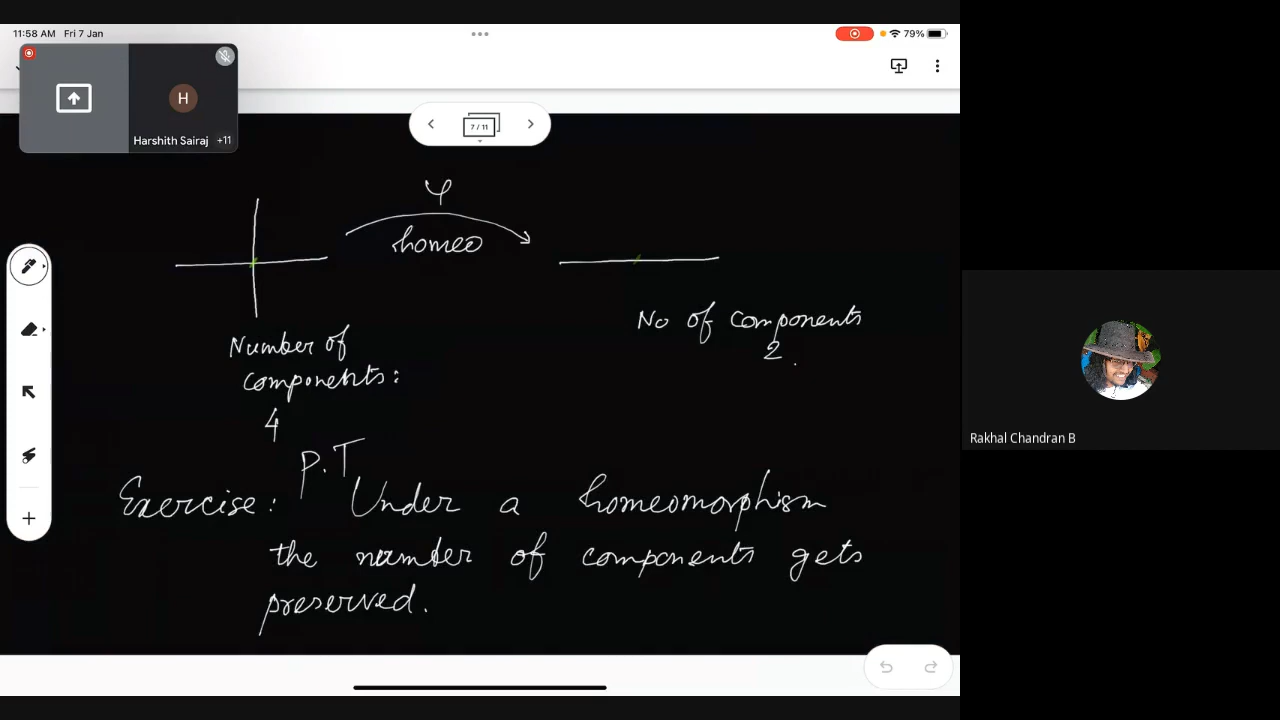 11:58 AM Fri 7 Jan
79%
H
Harshith Sairaj +11
7 / 11
φ
homeo
Number of
components:
4
No of components
2.
P.T
Exercise: Under a homeomorphism
the number of components gets
preserved.
Rakhal Chandran B